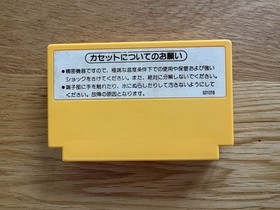 カセットについてのお願い
●精密機器ですので、極端な温度条件下での使用や保管および強い
ショックをさけてください。また、絶対に分解しないでください。
●端子部に手を触れたり、水にぬらしたりして汚さないようにして
ください。故障の原因となります。